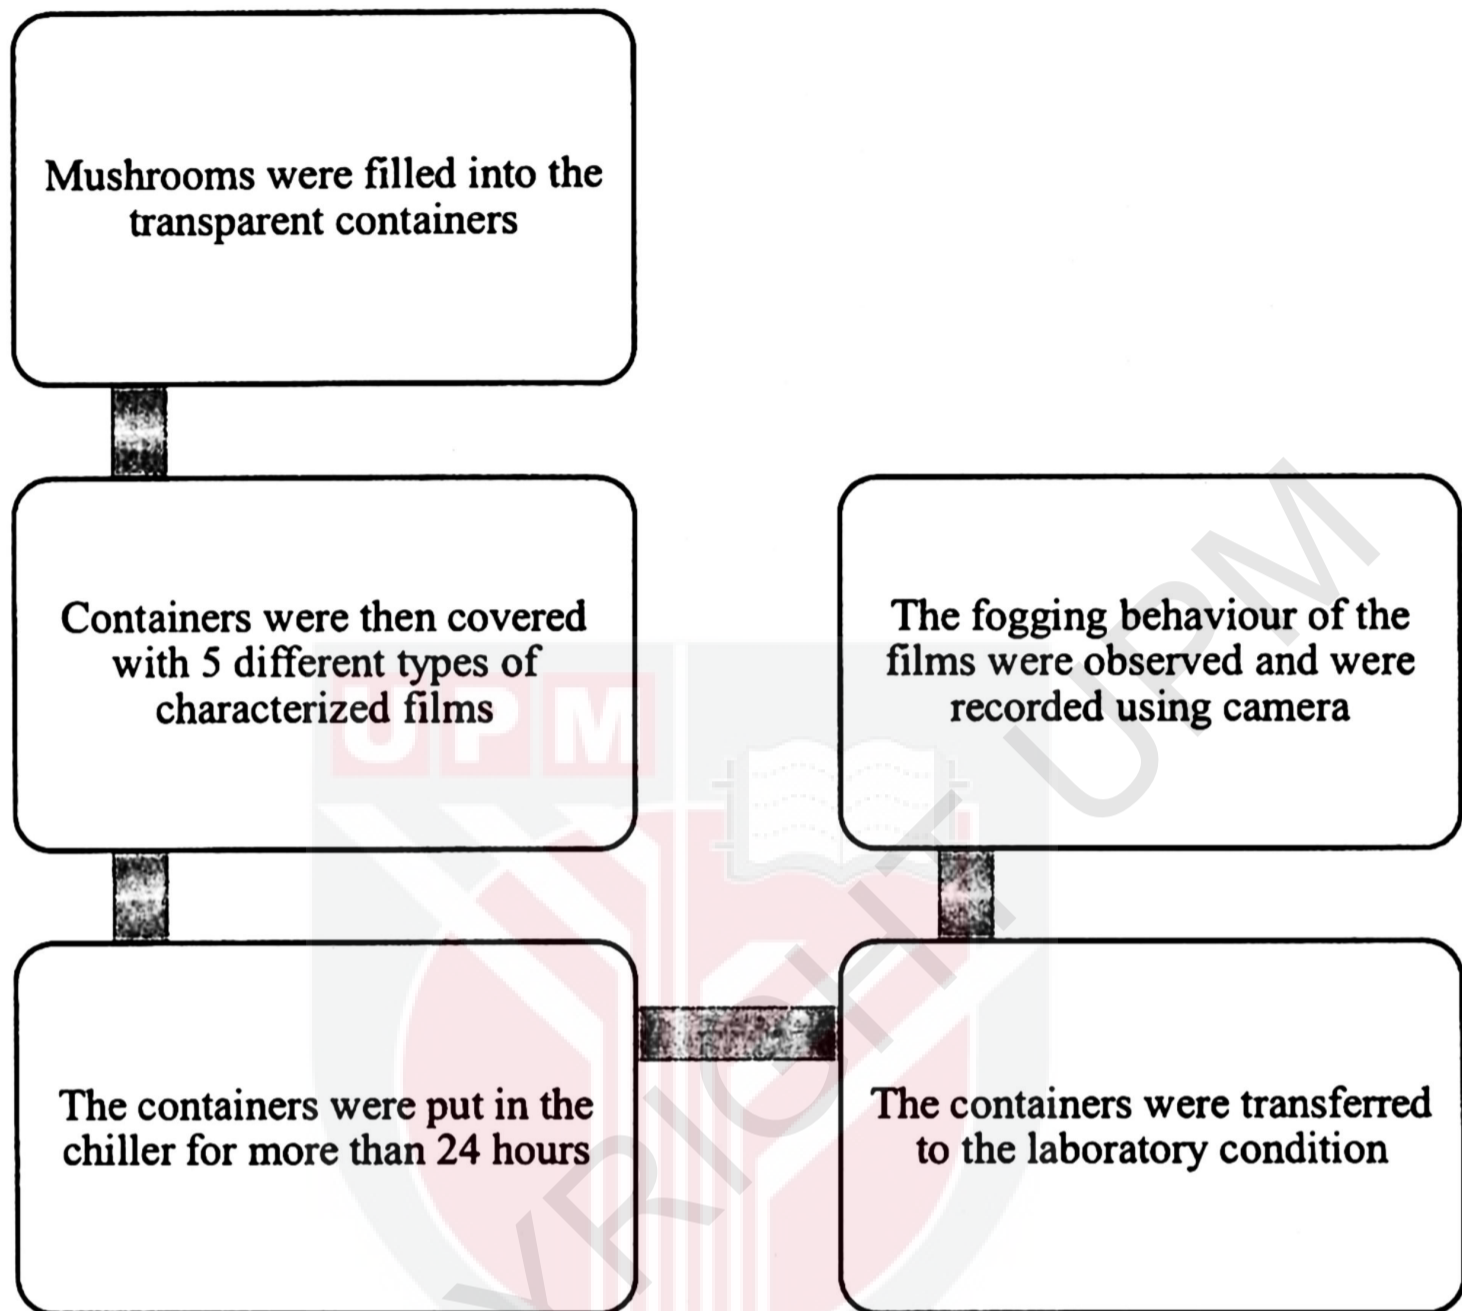 Mushrooms were filled into the
transparent containers
Containers were then covered
with 5 different types of
characterized films
The containers were put in the
chiller for more than 24 hours
The containers were transferred
to the laboratory condition
The fogging behaviour of the
films were observed and were
recorded using camera
UPM
YRIGHT UPM